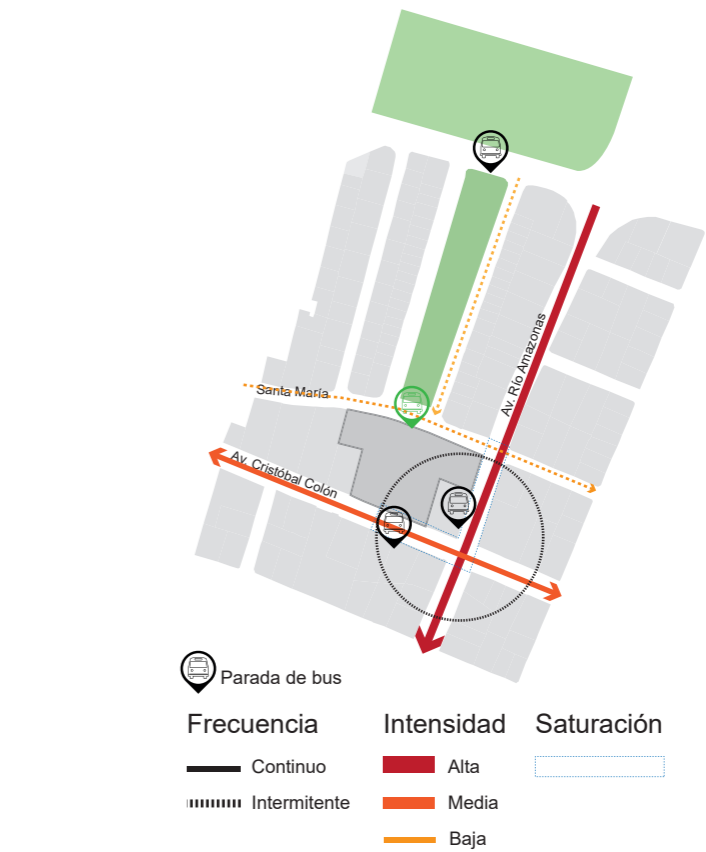 Av. Río Amazonas
Santa María
Av. Cristóbal Colón
Parada de bus
Frecuencia
Intensidad
Saturación
Continuo
Alta
Intermitente
Media
Baja